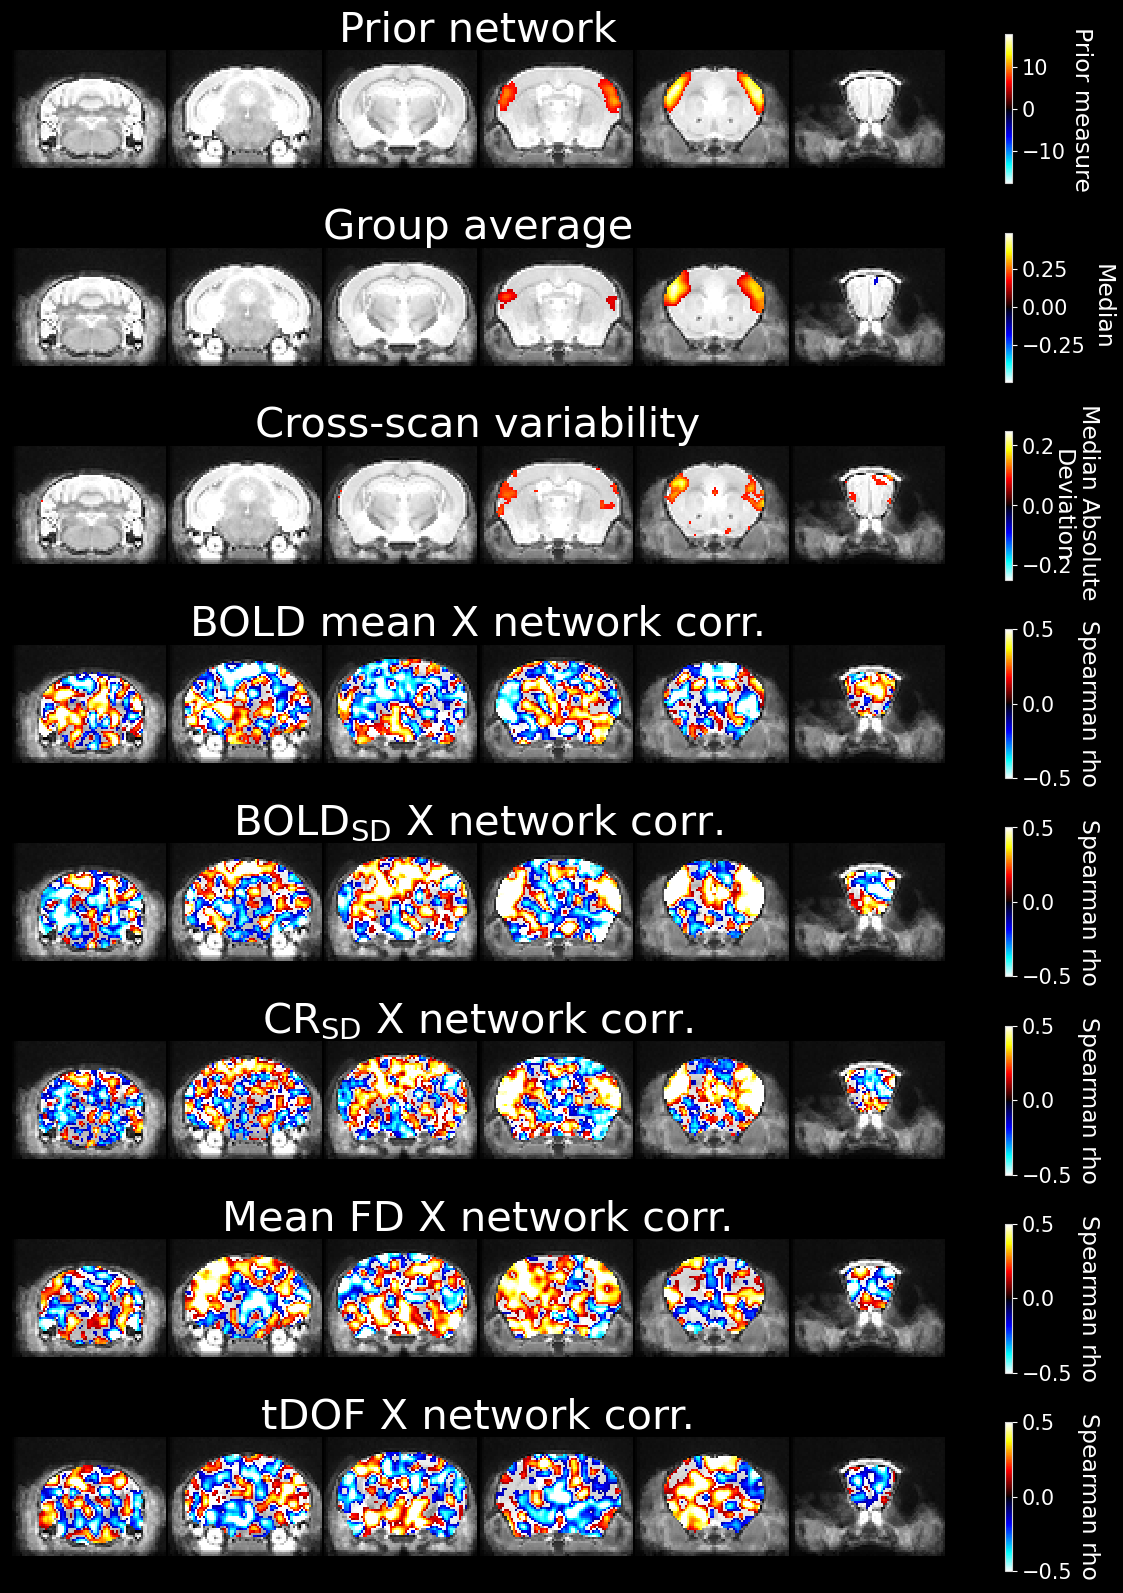 Prior network
10
0
−10
Prior measure
Group average
0.25
0.00
−0.25
Median
Cross-scan variability
0.2
0.0
−0.2
Median Absolute
Deviation
BOLD mean X network corr.
0.5
0.0
−0.5
Spearman rho
BOLD_SD X network corr.
0.5
0.0
−0.5
Spearman rho
CR_SD X network corr.
0.5
0.0
−0.5
Spearman rho
Mean FD X network corr.
0.5
0.0
−0.5
Spearman rho
tDOF X network corr.
0.5
0.0
−0.5
Spearman rho